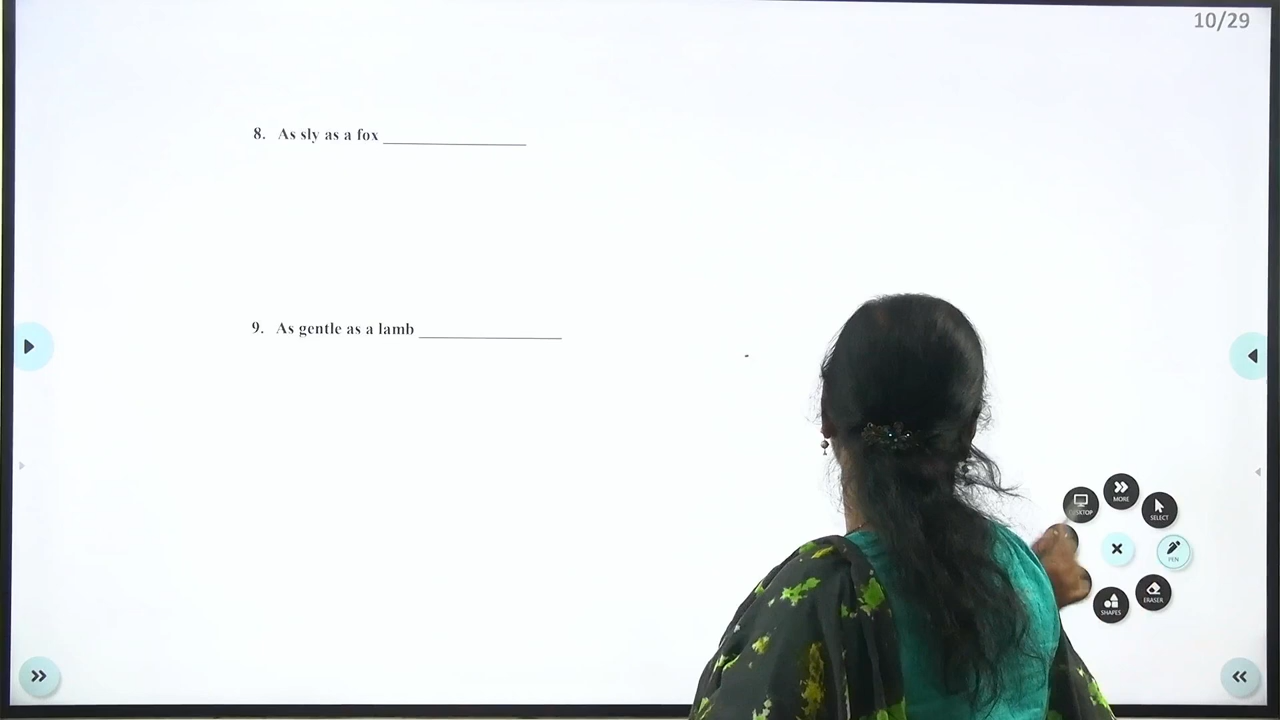 10/29
8. As sly as a fox ________________
9. As gentle as a lamb ________________
MORE
DESKTOP
SELECT
PEN
ERASER
SHAPES